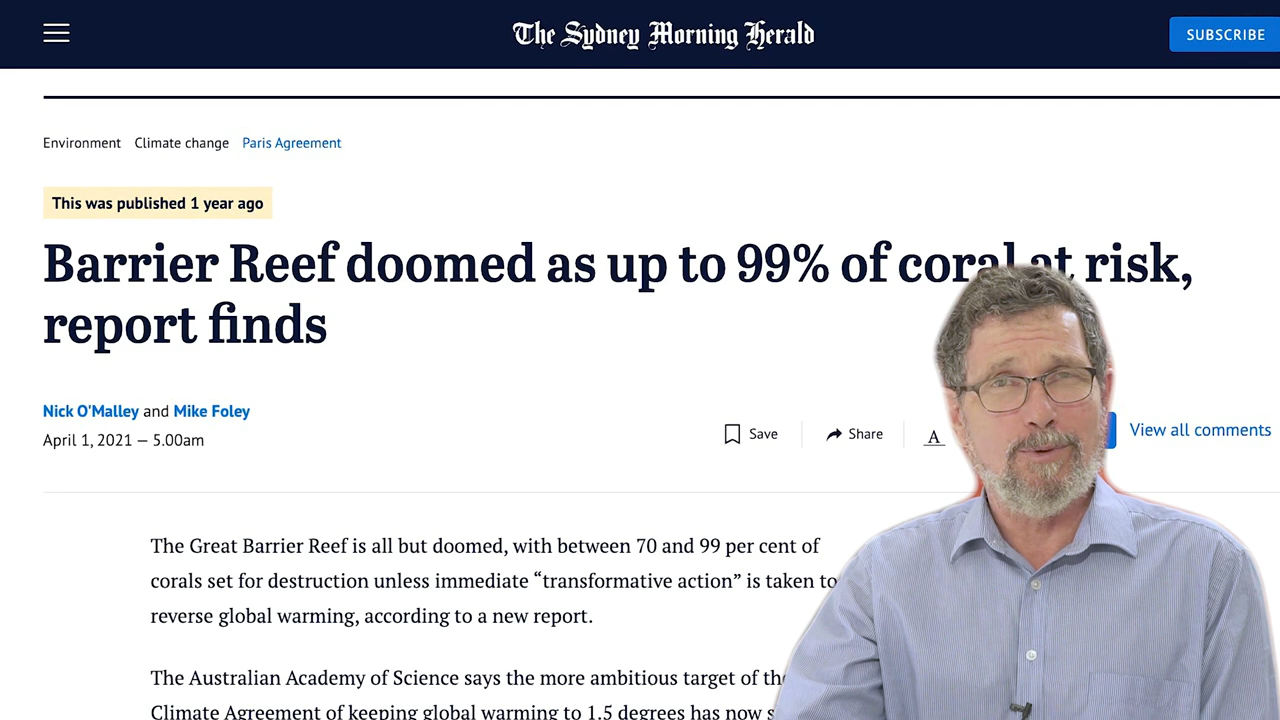 The Sydney Morning Herald
SUBSCRIBE
Environment Climate change Paris Agreement
This was published 1 year ago
Barrier Reef doomed as up to 99% of coral at risk,
report finds
Nick O'Malley and Mike Foley
April 1, 2021 — 5.00am
Save Share A View all comments
The Great Barrier Reef is all but doomed, with between 70 and 99 per cent of
corals set for destruction unless immediate “transformative action” is taken to
reverse global warming, according to a new report.
The Australian Academy of Science says the more ambitious target of the
Climate Agreement of keeping global warming to 1.5 degrees has now